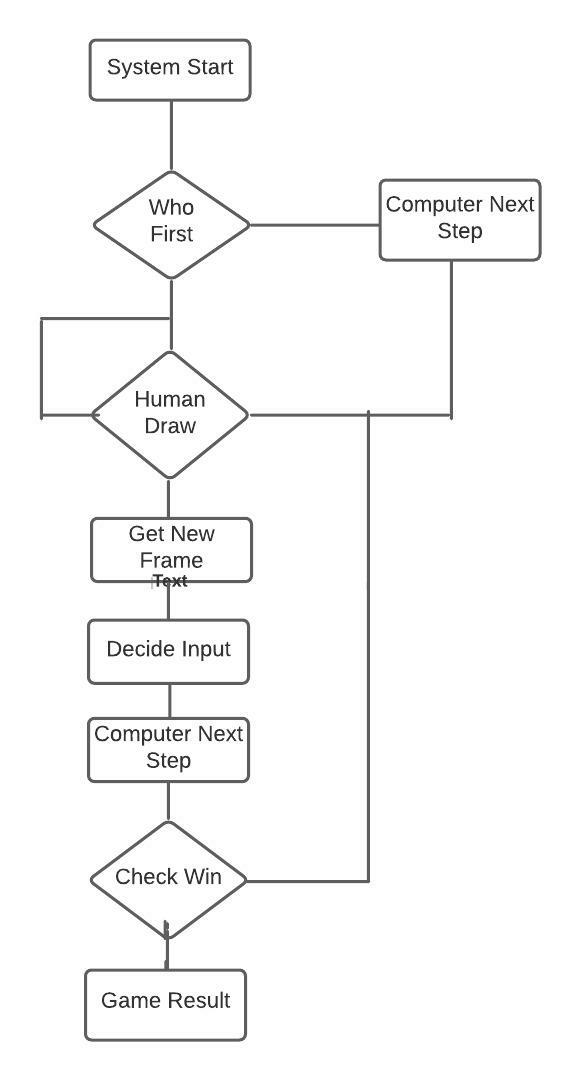 System Start
Who
First
Computer Next
Step
Human
Draw
Get New
Frame
Text
Decide Input
Computer Next
Step
Check Win
Game Result